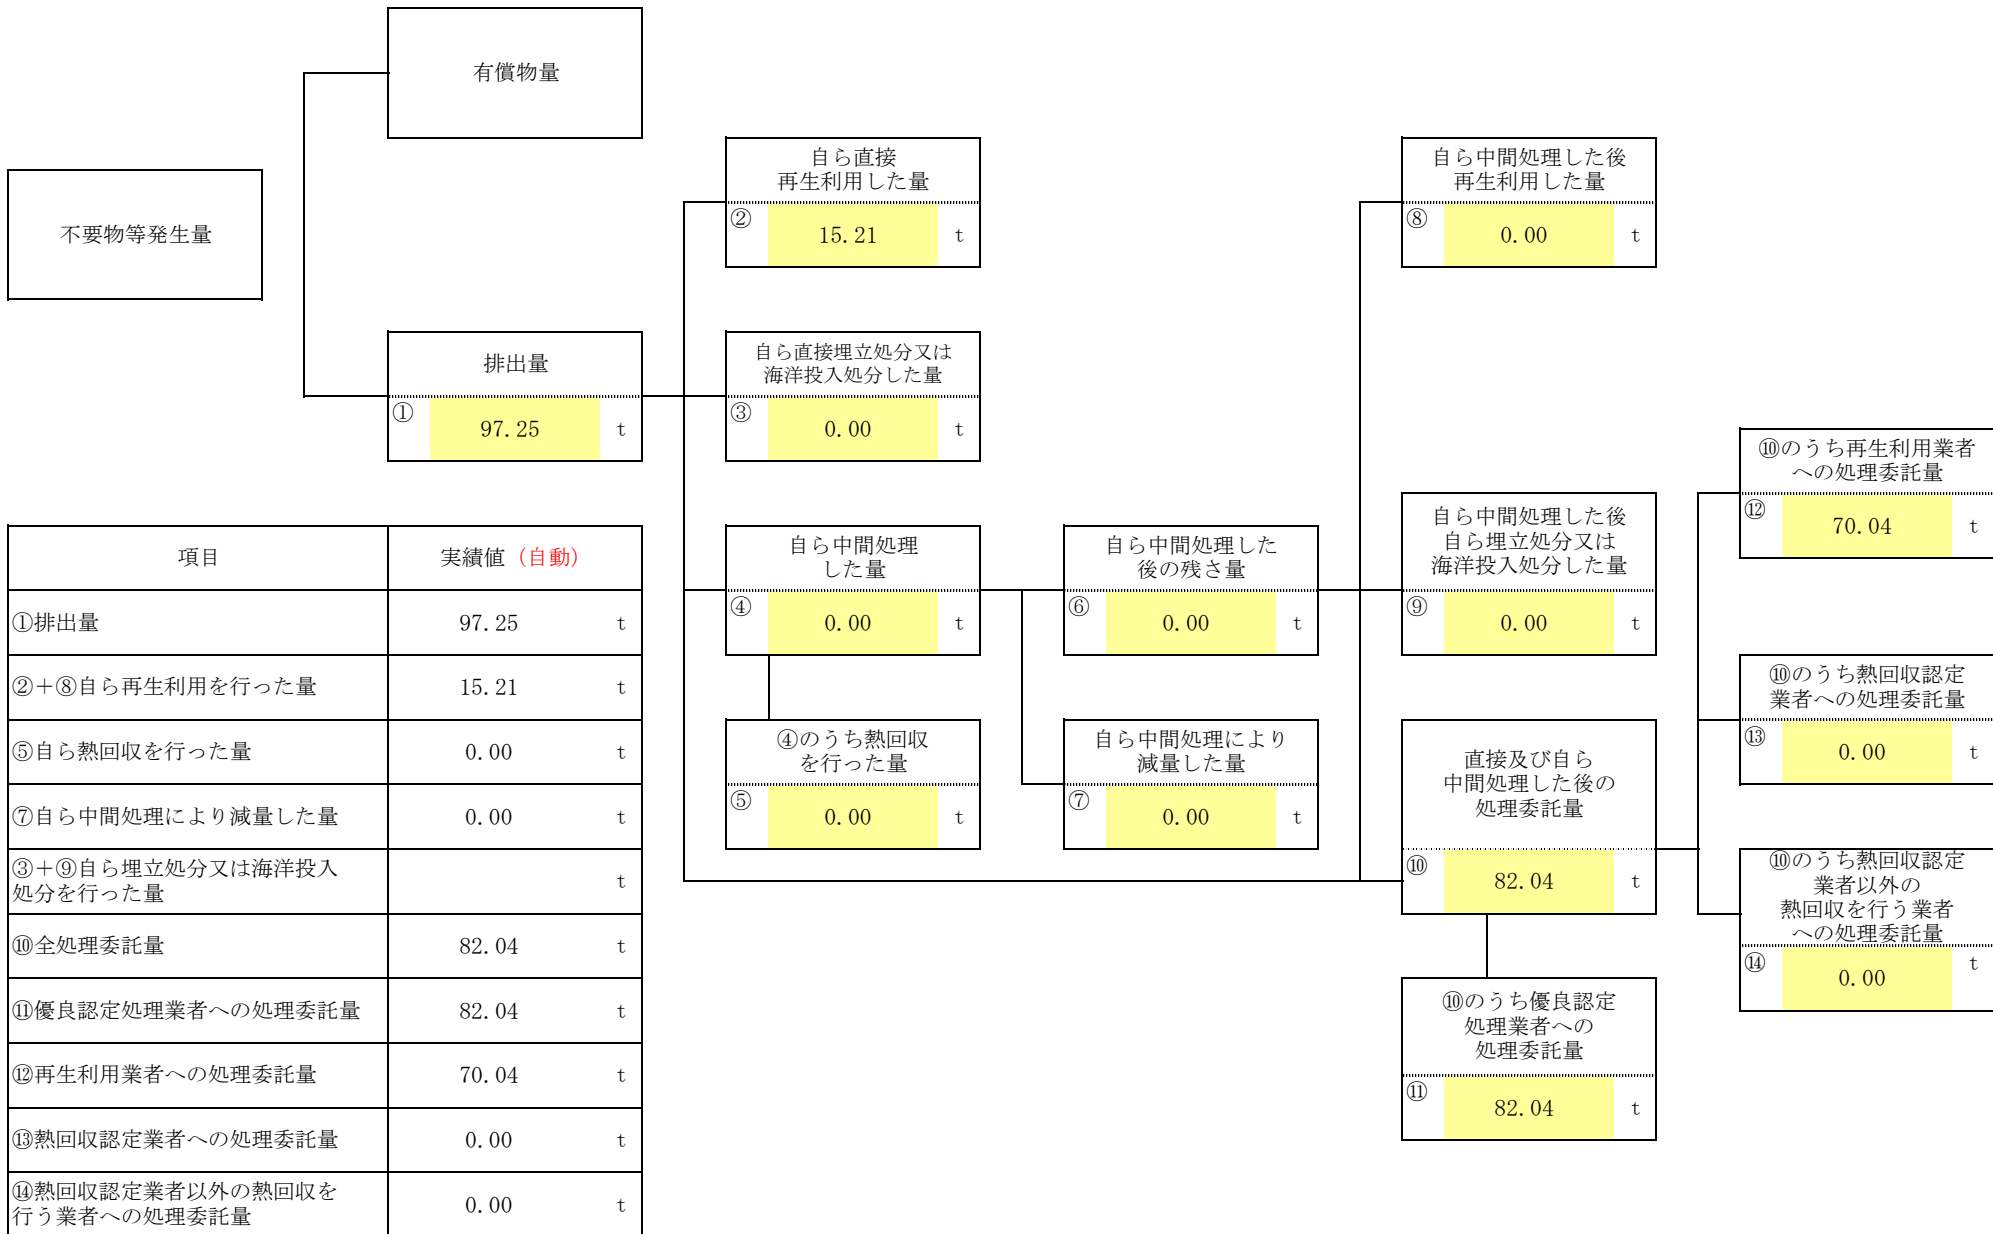 有償物量
不要物等発生量
排出量
①
97.25
t
自ら直接
再生利用した量
②
15.21
t
自ら直接埋立処分又は
海洋投入処分した量
③
0.00
t
自ら中間処理
した量
④
0.00
t
④のうち熱回収
を行った量
⑤
0.00
t
自ら中間処理した
後の残さ量
⑥
0.00
t
自ら中間処理により
減量した量
⑦
0.00
t
自ら中間処理した後
再生利用した量
⑧
0.00
t
自ら中間処理した後
自ら埋立処分又は
海洋投入処分した量
⑨
0.00
t
直接及び自ら
中間処理した後の
処理委託量
⑩
82.04
t
⑩のうち優良認定
処理業者への
処理委託量
⑪
82.04
t
⑩のうち再生利用業者
への処理委託量
⑫
70.04
t
⑩のうち熱回収認定
業者への処理委託量
⑬
0.00
t
⑩のうち熱回収認定
業者以外の
熱回収を行う業者
への処理委託量
⑭
0.00
t
項目 実績値（自動）
①排出量 97.25 t
②＋⑧自ら再生利用を行った量 15.21 t
⑤自ら熱回収を行った量 0.00 t
⑦自ら中間処理により減量した量 0.00 t
③＋⑨自ら埋立処分又は海洋投入
処分を行った量 t
⑩全処理委託量 82.04 t
⑪優良認定処理業者への処理委託量 82.04 t
⑫再生利用業者への処理委託量 70.04 t
⑬熱回収認定業者への処理委託量 0.00 t
⑭熱回収認定業者以外の熱回収を
行う業者への処理委託量 0.00 t